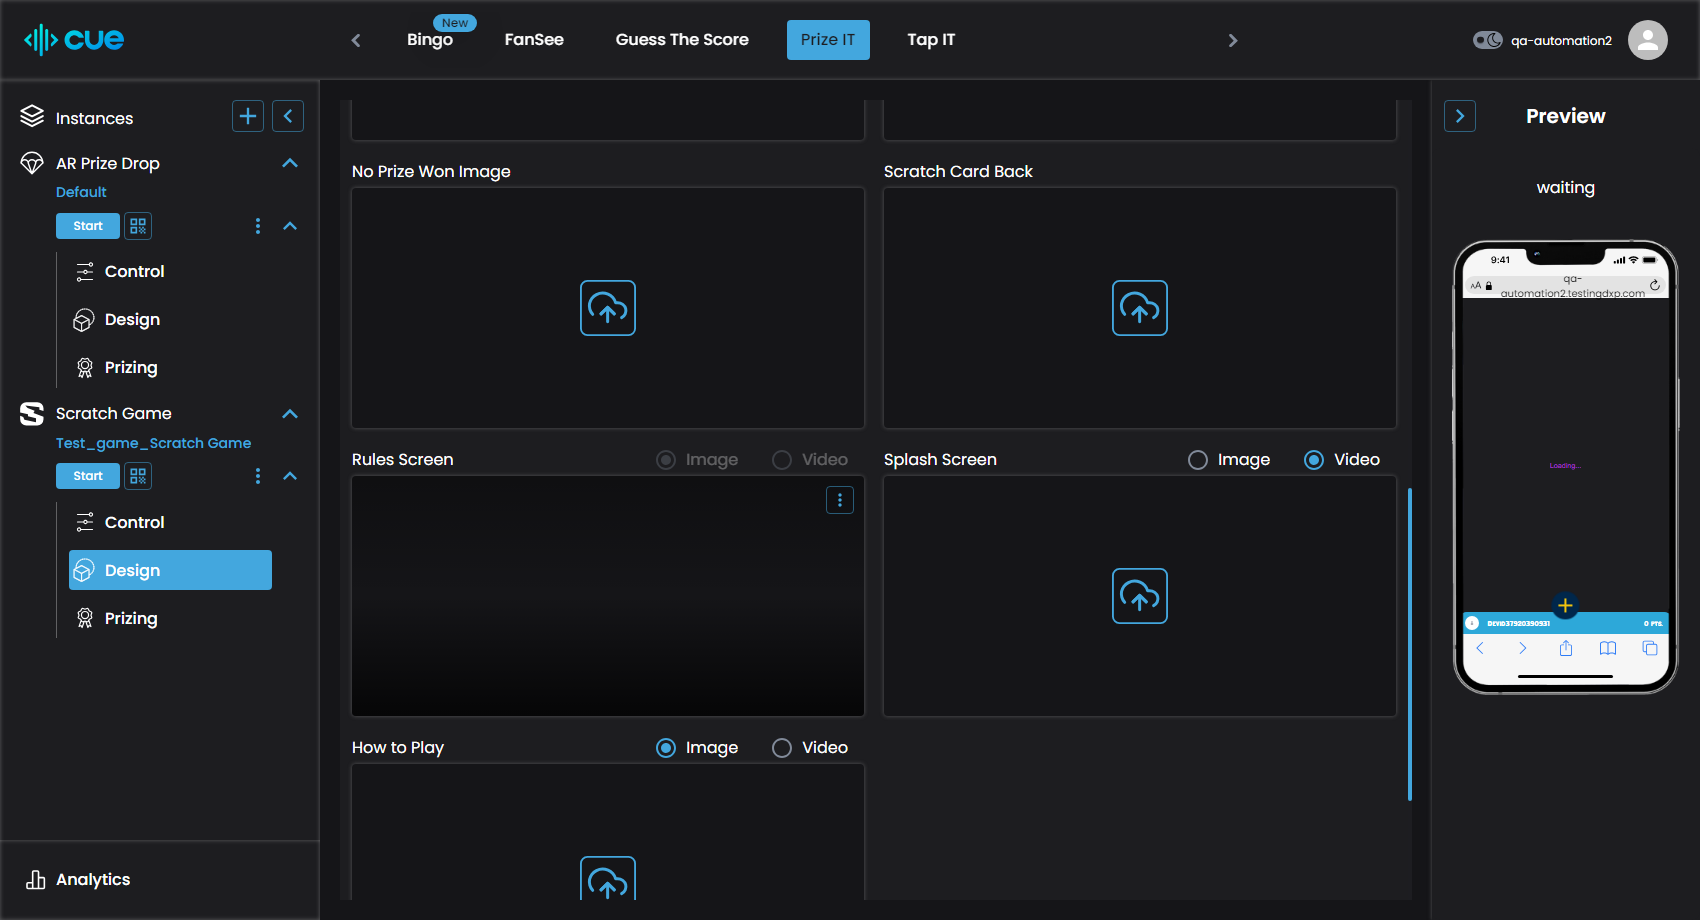 cue
New
Bingo
FanSee
Guess The Score
Prize IT
Tap IT
qa-automation2
Instances
AR Prize Drop
Default
Start
Control
Design
Prizing
Scratch Game
Test_game_Scratch Game
Start
Control
Design
Prizing
Analytics
No Prize Won Image
Scratch Card Back
Rules Screen
Image
Video
Splash Screen
Image
Video
How to Play
Image
Video
Preview
waiting
9:41
AA
qa-
automation2.testingdxp.com
Loading...
DEVID37920390931
0 PTS.